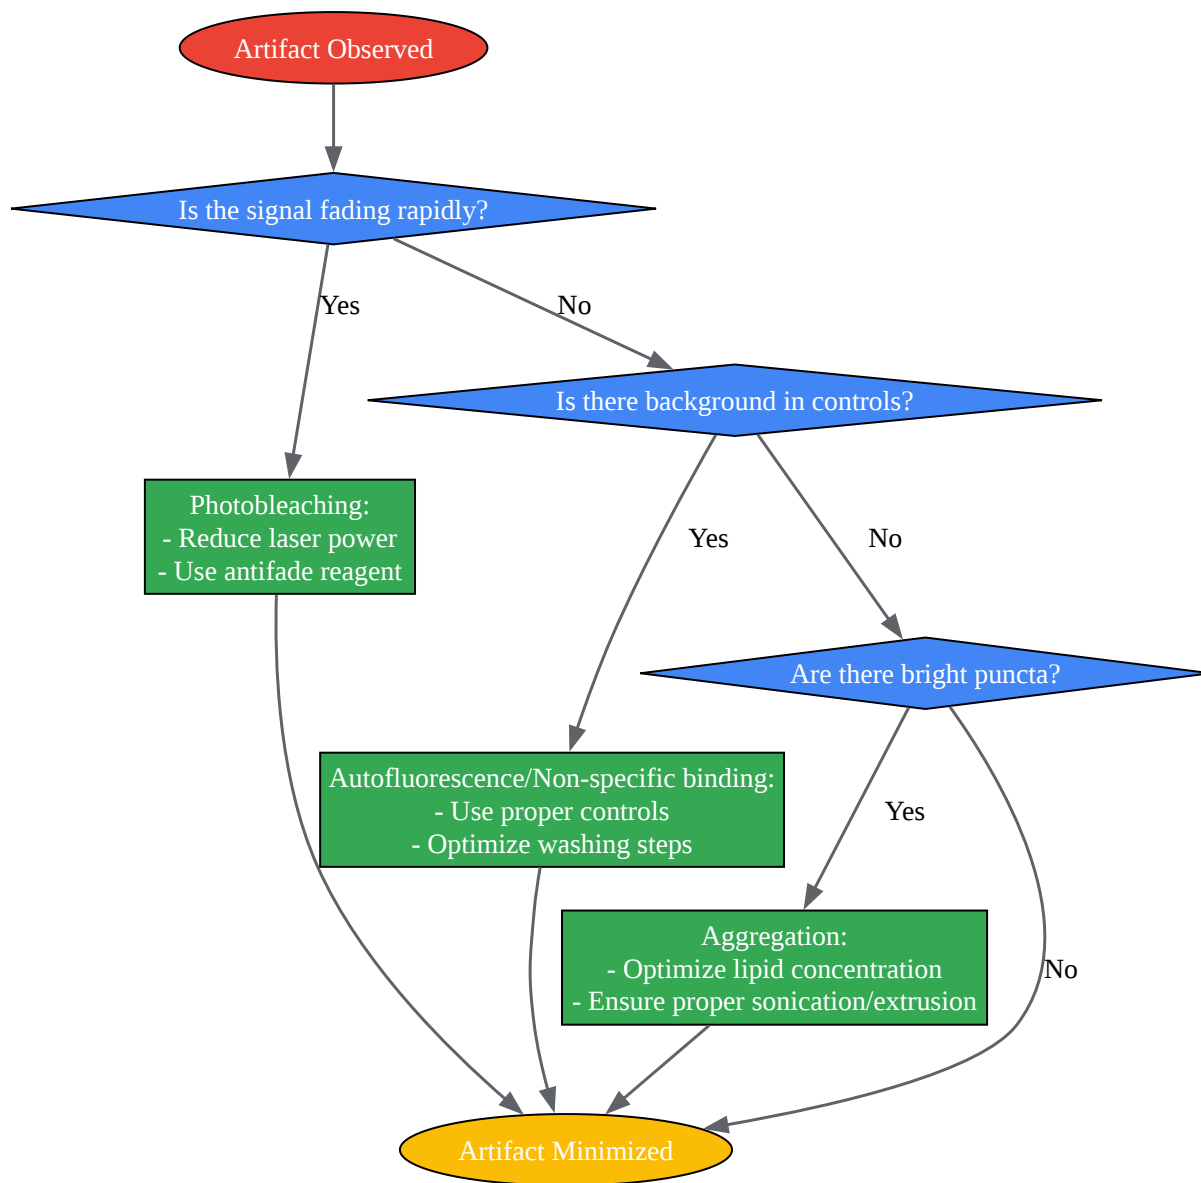 Artifact Observed
Is the signal fading rapidly?
Yes
No
Is there background in controls?
Photobleaching:
- Reduce laser power
- Use antifade reagent
Yes
No
Are there bright puncta?
Autofluorescence/Non-specific binding:
- Use proper controls
- Optimize washing steps
Yes
Aggregation:
- Optimize lipid concentration
- Ensure proper sonication/extrusion
No
Artifact Minimized